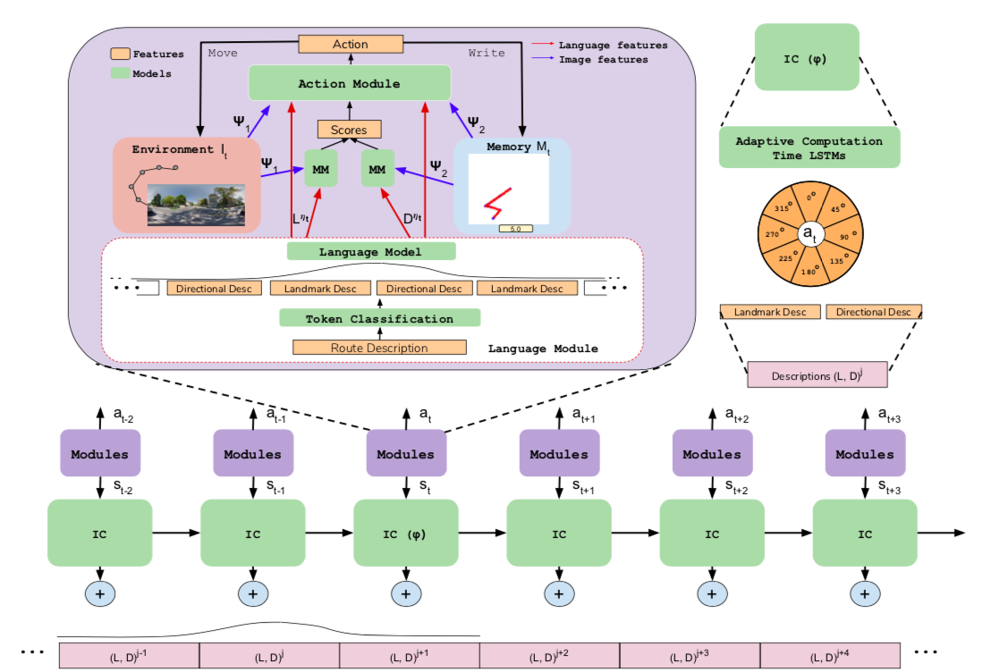 Action
Features
Models
Move
Write
Language features
Image features
Action Module
Ψ1
Ψ2
Scores
Environment It
Memory Mt
Ψ1
MM
MM
Ψ2
5.0
L^ηt
D^ηt
Language Model
...
Directional Desc
Landmark Desc
Directional Desc
Landmark Desc
...
Token Classification
Route Description
Language Module
IC (φ)
Adaptive Computation
Time LSTMs
0°
45°
90°
135°
180°
225°
270°
315°
at
Landmark Desc
Directional Desc
Descriptions (L, D)^j
at-2
at-1
at
at+1
at+2
at+3
Modules
Modules
Modules
Modules
Modules
Modules
st-2
st-1
st
st+1
st+2
st+3
IC
IC
IC (φ)
IC
IC
IC
+
+
+
+
+
+
...
(L, D)^j-1
(L, D)^j
(L, D)^j+1
(L, D)^j+2
(L, D)^j+3
(L, D)^j+4
...